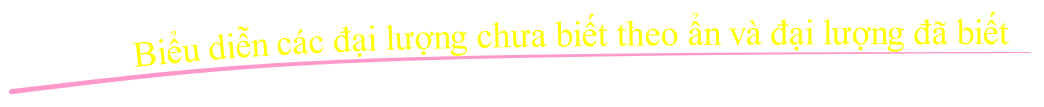 Biểu diễn các đại lượng chưa biết theo ẩn và đại lượng đã biết